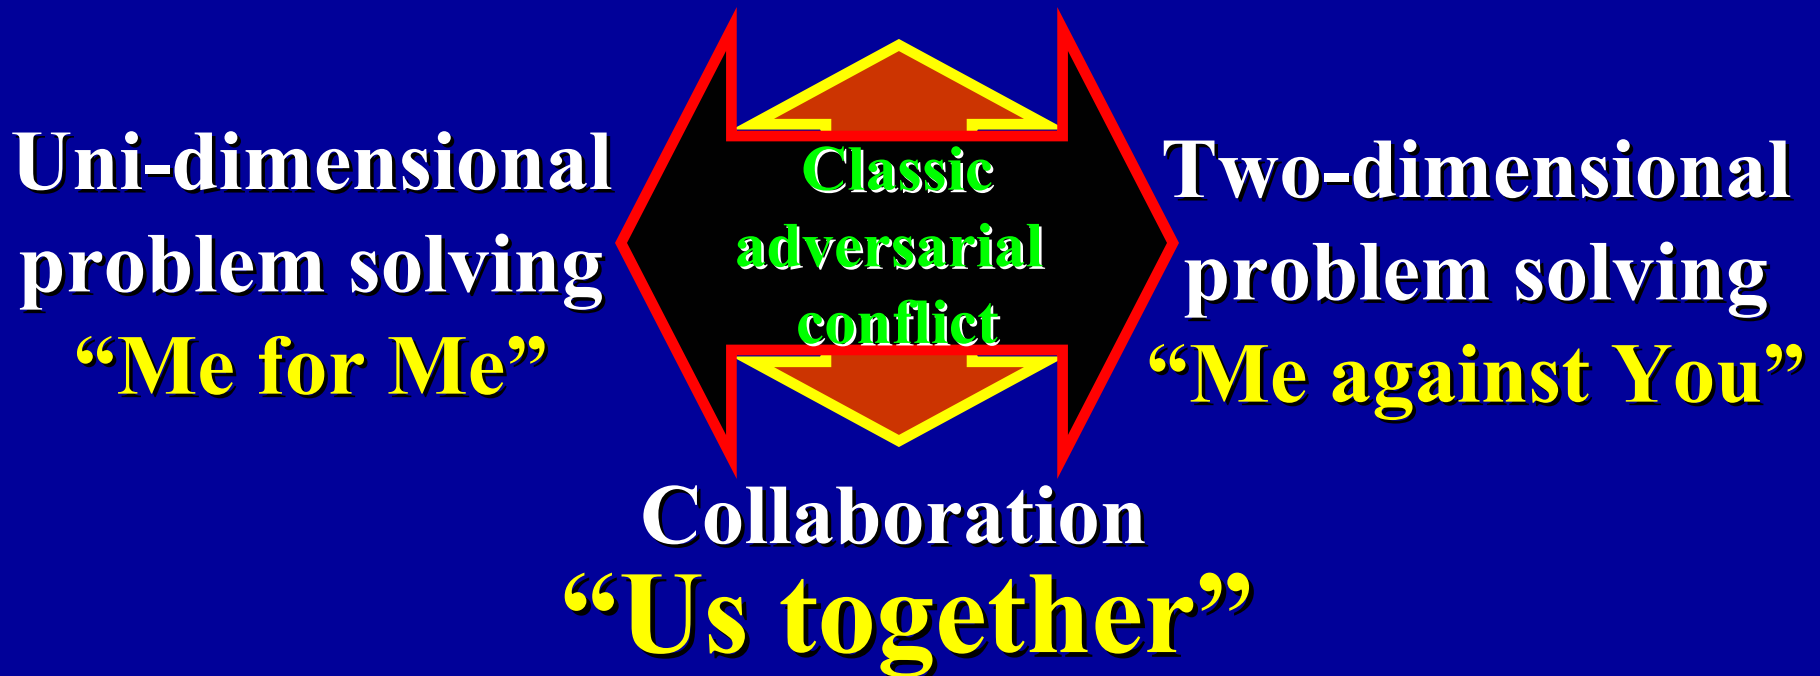 Uni-dimensional
problem solving
“Me for Me”
Classic
adversarial
conflict
Two-dimensional
problem solving
“Me against You”
Collaboration
“Us together”